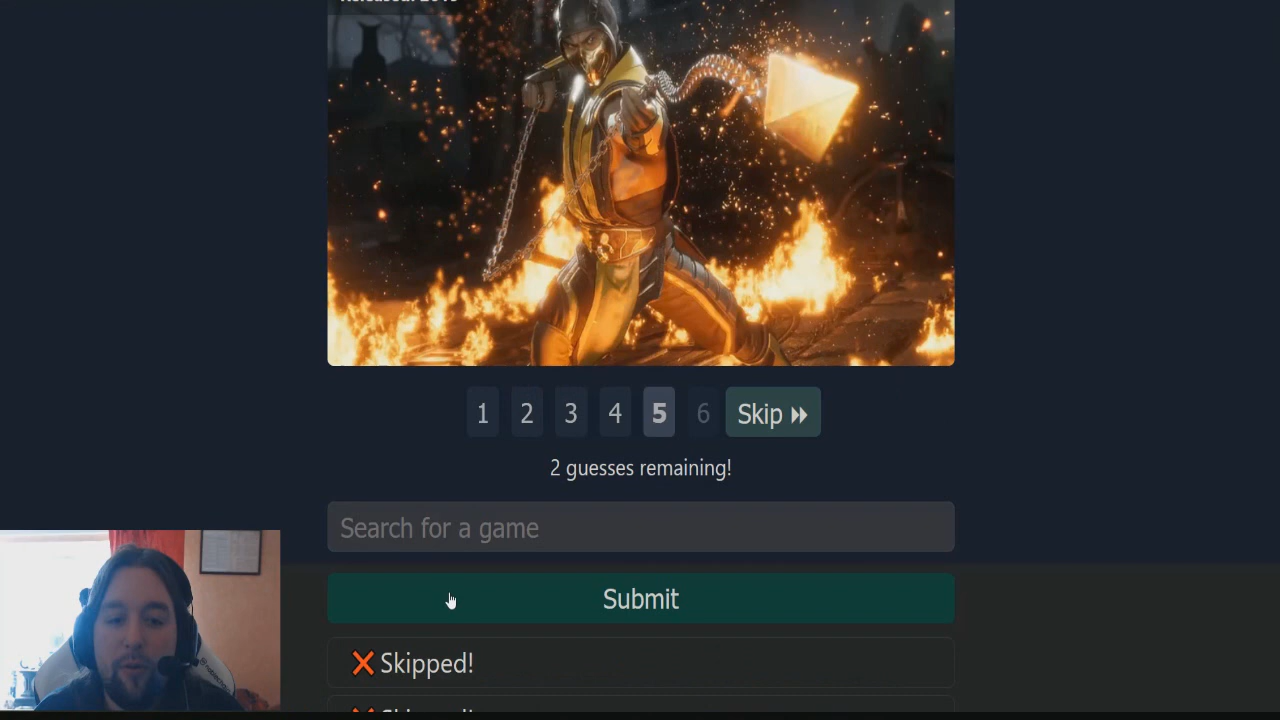 1 2 3 4 5 6 Skip
2 guesses remaining!
Search for a game
Submit
Skipped!